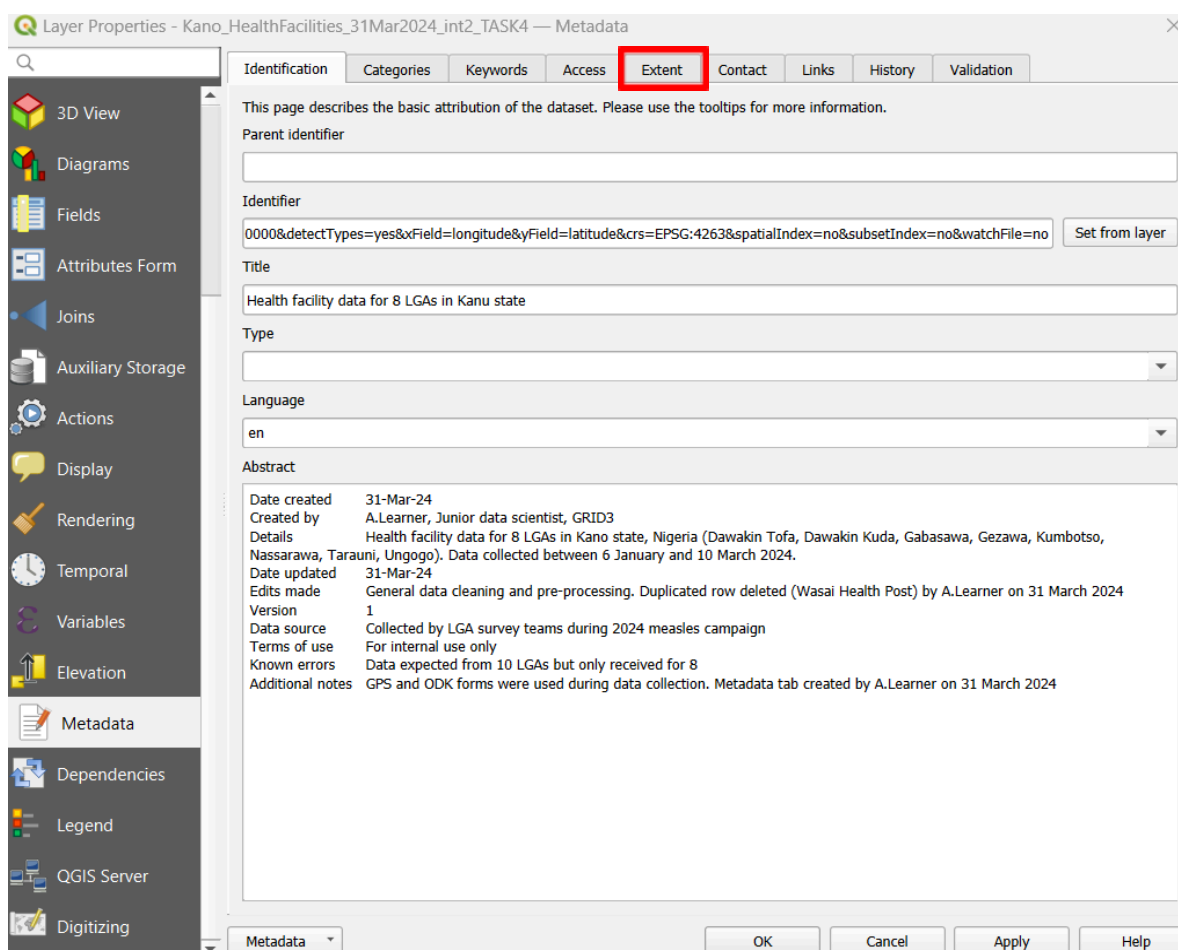 Layer Properties - Kano_HealthFacilities_31Mar2024_int2_TASK4 — Metadata
Identification Categories Keywords Access Extent Contact Links History Validation
3D View
Diagrams
Fields
Attributes Form
Joins
Auxiliary Storage
Actions
Display
Rendering
Temporal
Variables
Elevation
Metadata
Dependencies
Legend
QGIS Server
Digitizing
This page describes the basic attribution of the dataset. Please use the tooltips for more information.
Parent identifier
Identifier
0000&detectTypes=yes&xField=longitude&yField=latitude&crs=EPSG:4263&spatialIndex=no&subsetIndex=no&watchFile=no Set from layer
Title
Health facility data for 8 LGAs in Kanu state
Type
Language
en
Abstract
Date created 31-Mar-24
Created by A.Learner, Junior data scientist, GRID3
Details Health facility data for 8 LGAs in Kano state, Nigeria (Dawakin Tofa, Dawakin Kuda, Gabasawa, Gezawa, Kumbotso,
Nassarawa, Tarauni, Ungogo). Data collected between 6 January and 10 March 2024.
Date updated 31-Mar-24
Edits made General data cleaning and pre-processing. Duplicated row deleted (Wasai Health Post) by A.Learner on 31 March 2024
Version 1
Data source Collected by LGA survey teams during 2024 measles campaign
Terms of use For internal use only
Known errors Data expected from 10 LGAs but only received for 8
Additional notes GPS and ODK forms were used during data collection. Metadata tab created by A.Learner on 31 March 2024
Metadata OK Cancel Apply Help